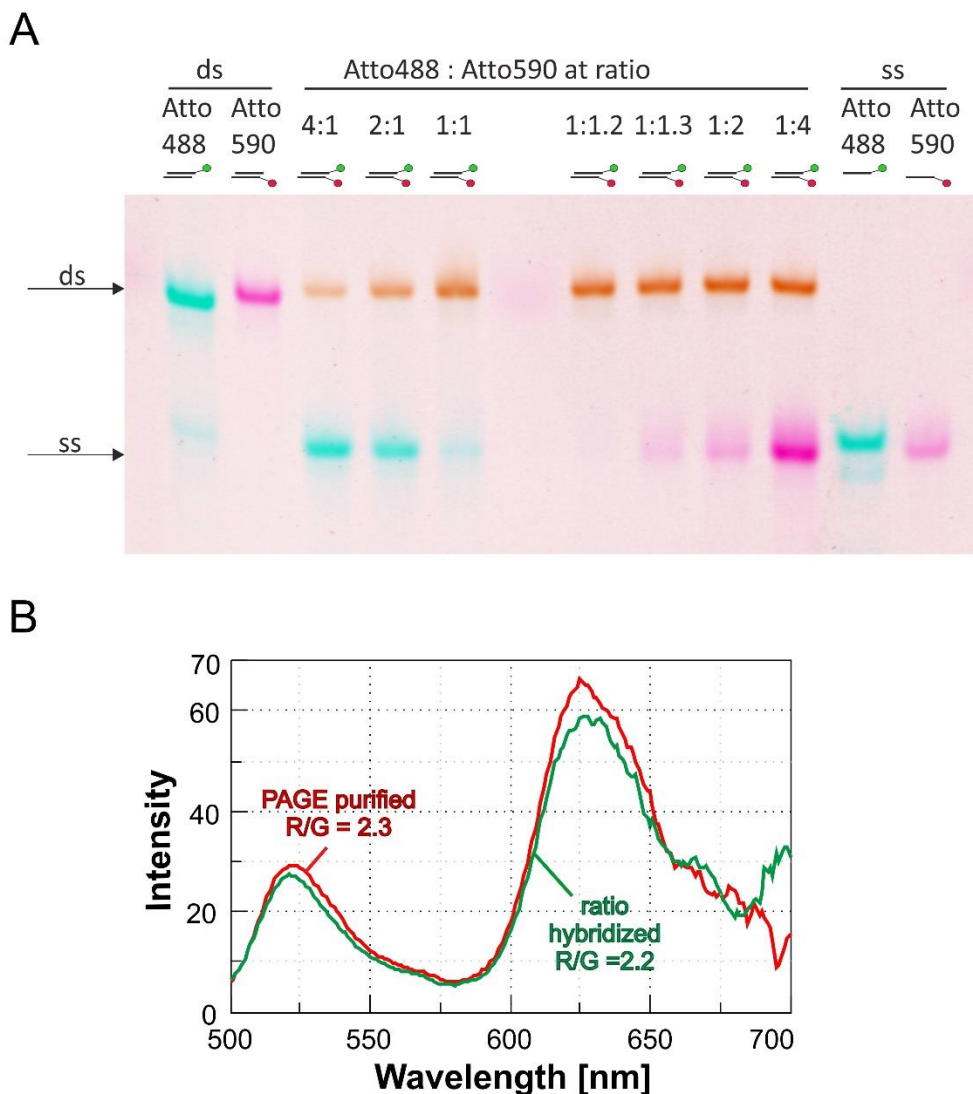 A
ds
Atto488 : Atto590 at ratio
ss
Atto Atto
488 590
4:1 2:1 1:1 1:1.2 1:1.3 1:2 1:4
Atto Atto
488 590
ds
ss
B
70
60
40
20
0
500 550 600 650 700
Intensity
Wavelength [nm]
PAGE purified
R/G = 2.3
ratio
hybridized
R/G =2.2